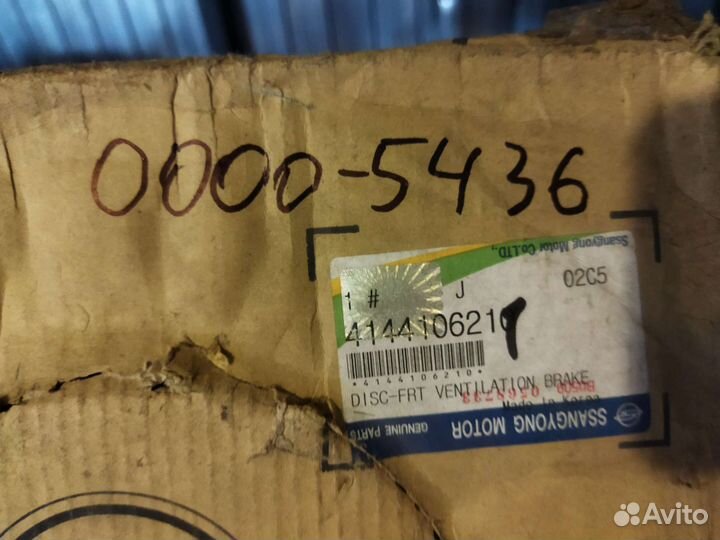 0000-5436
Ssangyong Motor Co.LTD.,
1 # J 02C5
4144106210
*4144106210*
DISC-FRT VENTILATION BRAKE
Made in Korea
SSANGYONG MOTOR
GENUINE PARTS
Avito